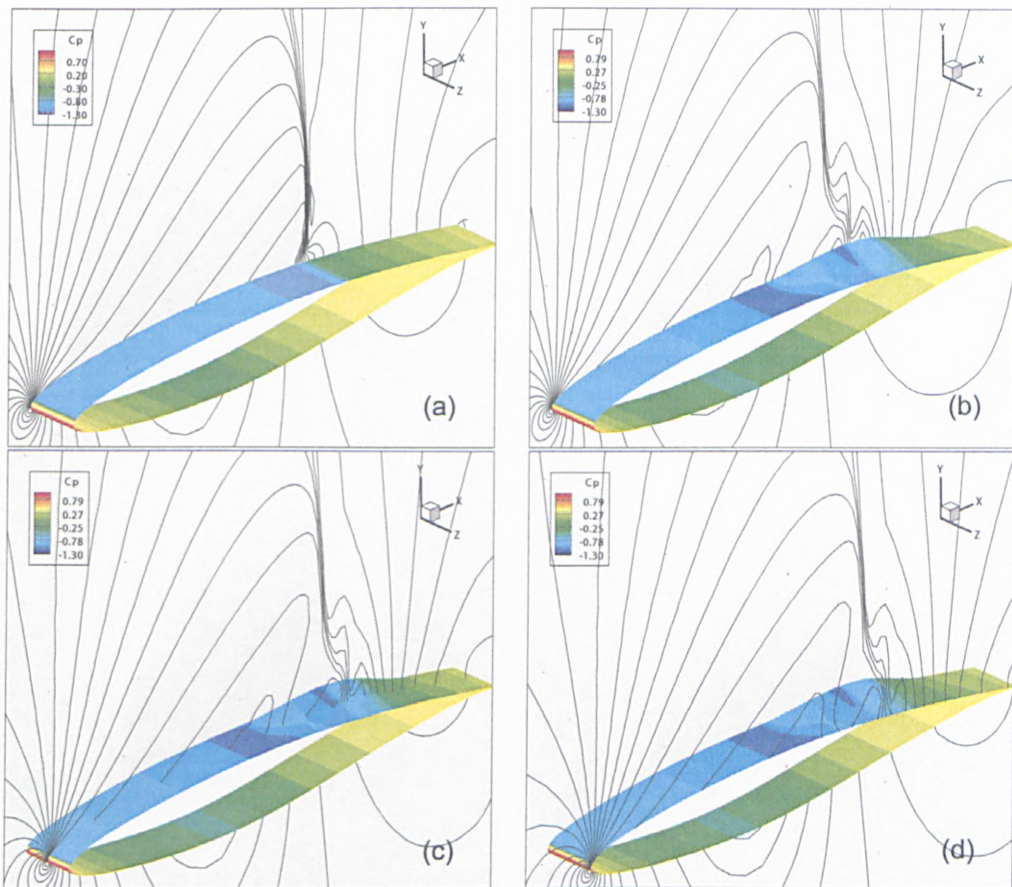 Cp
0.70
0.20
-0.30
-0.80
-1.30
Y
X
Z
(a)
Cp
0.79
0.27
-0.25
-0.78
-1.30
Y
X
Z
(b)
Cp
0.79
0.27
-0.25
-0.78
-1.30
Y
X
Z
(c)
Cp
0.79
0.27
-0.25
-0.78
-1.30
Y
X
Z
(d)